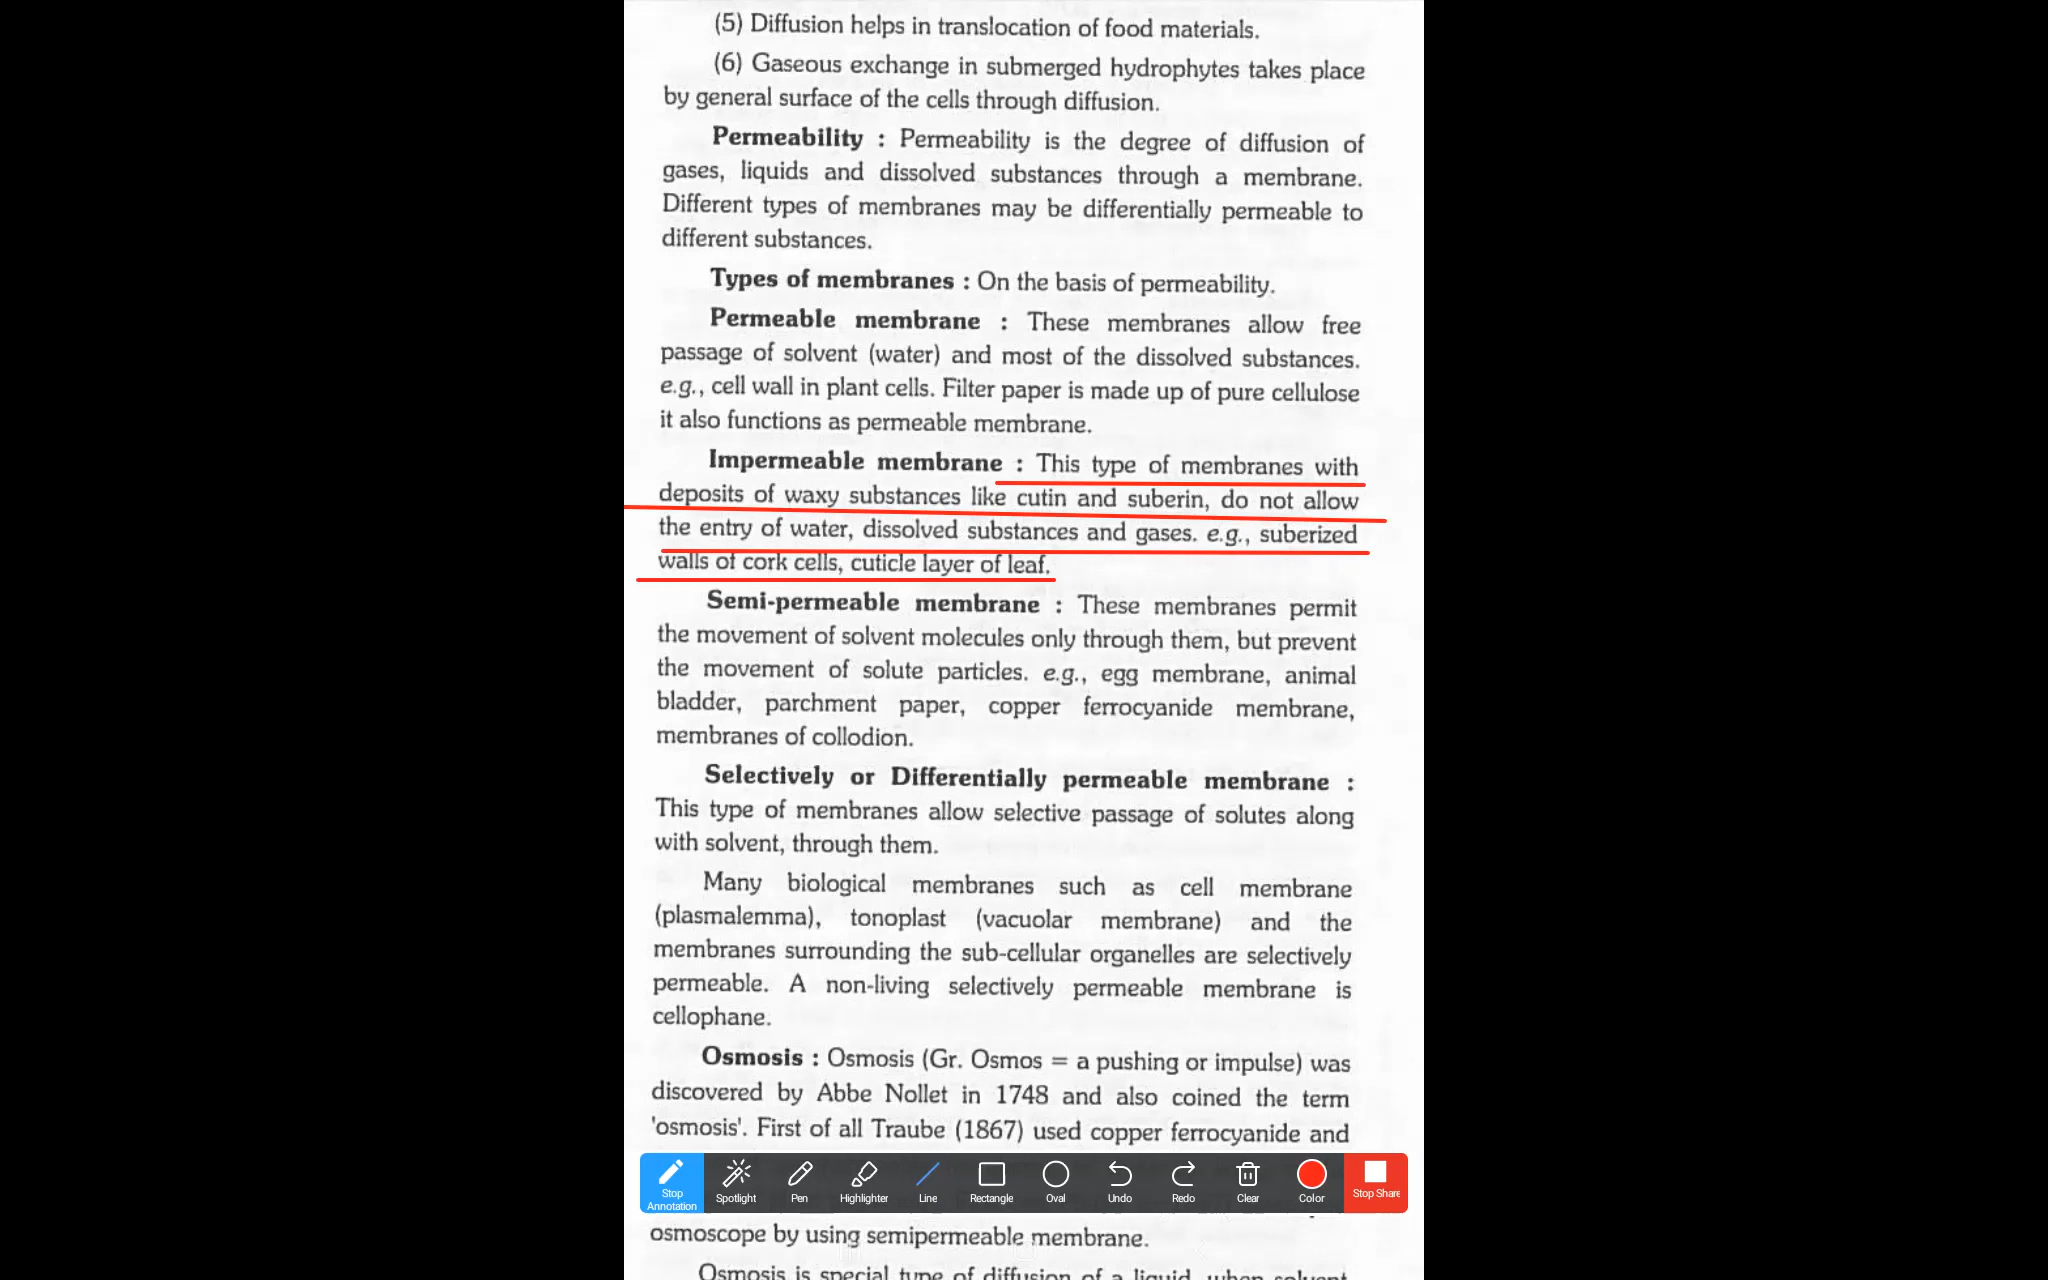 (5) Diffusion helps in translocation of food materials.
(6) Gaseous exchange in submerged hydrophytes takes place
by general surface of the cells through diffusion.
Permeability : Permeability is the degree of diffusion of
gases, liquids and dissolved substances through a membrane.
Different types of membranes may be differentially permeable to
different substances.
Types of membranes : On the basis of permeability.
Permeable membrane : These membranes allow free
passage of solvent (water) and most of the dissolved substances.
e.g., cell wall in plant cells. Filter paper is made up of pure cellulose
it also functions as permeable membrane.
Impermeable membrane : This type of membranes with
deposits of waxy substances like cutin and suberin, do not allow
the entry of water, dissolved substances and gases. e.g., suberized
walls of cork cells, cuticle layer of leaf.
Semi-permeable membrane : These membranes permit
the movement of solvent molecules only through them, but prevent
the movement of solute particles. e.g., egg membrane, animal
bladder, parchment paper, copper ferrocyanide membrane,
membranes of collodion.
Selectively or Differentially permeable membrane :
This type of membranes allow selective passage of solutes along
with solvent, through them.
Many biological membranes such as cell membrane
(plasmalemma), tonoplast (vacuolar membrane) and the
membranes surrounding the sub-cellular organelles are selectively
permeable. A non-living selectively permeable membrane is
cellophane.
Osmosis : Osmosis (Gr. Osmos = a pushing or impulse) was
discovered by Abbe Nollet in 1748 and also coined the term
'osmosis'. First of all Traube (1867) used copper ferrocyanide and
Stop Annotation Spotlight Pen Highlighter Line Rectangle Oval Undo Redo Clear Color Stop Share
osmoscope by using semipermeable membrane.
Osmosis is special type of diffusion of a liquid, when solvent